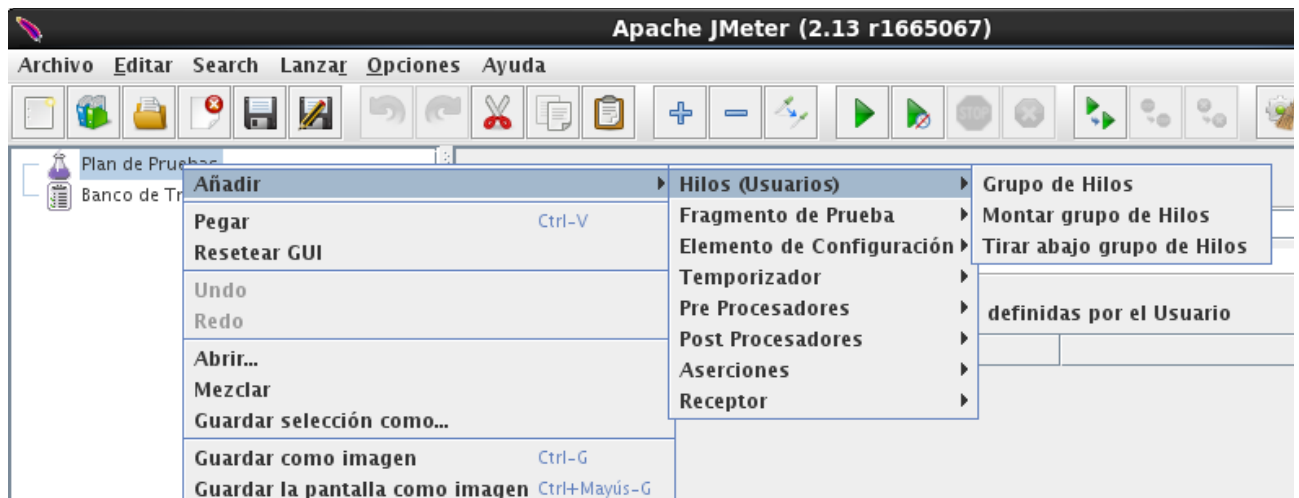 Apache JMeter (2.13 r1665067)
Archivo Editar Search Lanzar Opciones Ayuda
STOP
Plan de Pruebas
Banco de Tr
Añadir
Pegar Ctrl-V
Resetear GUI
Undo
Redo
Abrir...
Mezclar
Guardar selección como...
Guardar como imagen Ctrl-G
Guardar la pantalla como imagen Ctrl+Mayús-G
Hilos (Usuarios)
Fragmento de Prueba
Elemento de Configuración
Temporizador
Pre Procesadores
Post Procesadores
Aserciones
Receptor
Grupo de Hilos
Montar grupo de Hilos
Tirar abajo grupo de Hilos
definidas por el Usuario